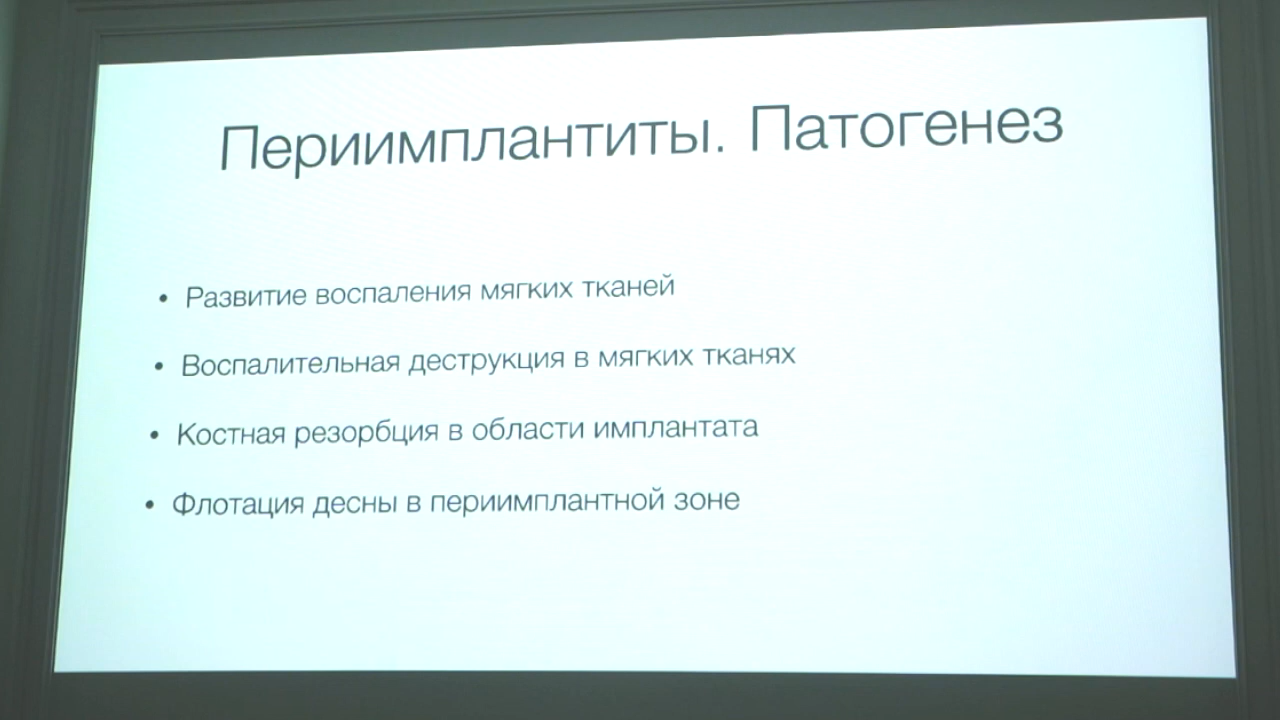 Периимплантиты. Патогенез
• Развитие воспаления мягких тканей
• Воспалительная деструкция в мягких тканях
• Костная резорбция в области имплантата
• Флотация десны в периимплантной зоне